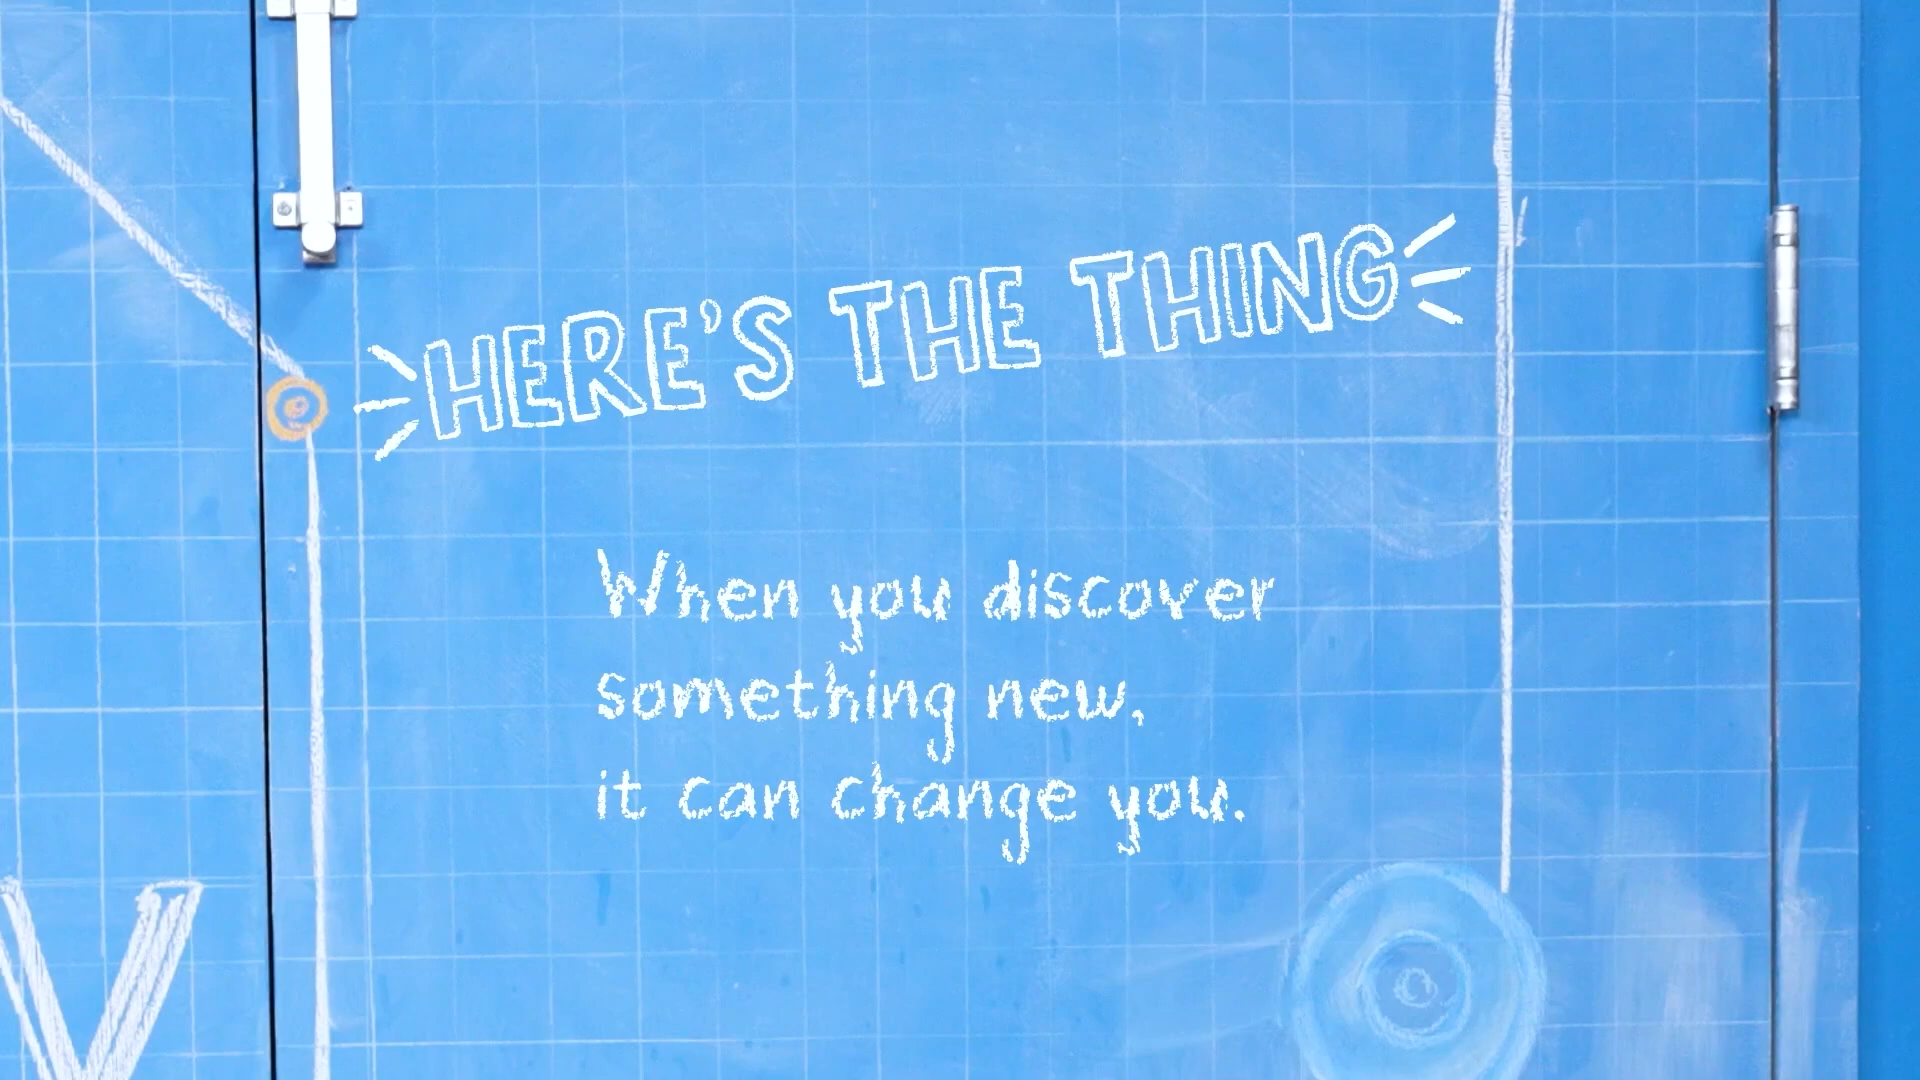 HERE'S THE THING
When you discover
something new,
it can change you.
V